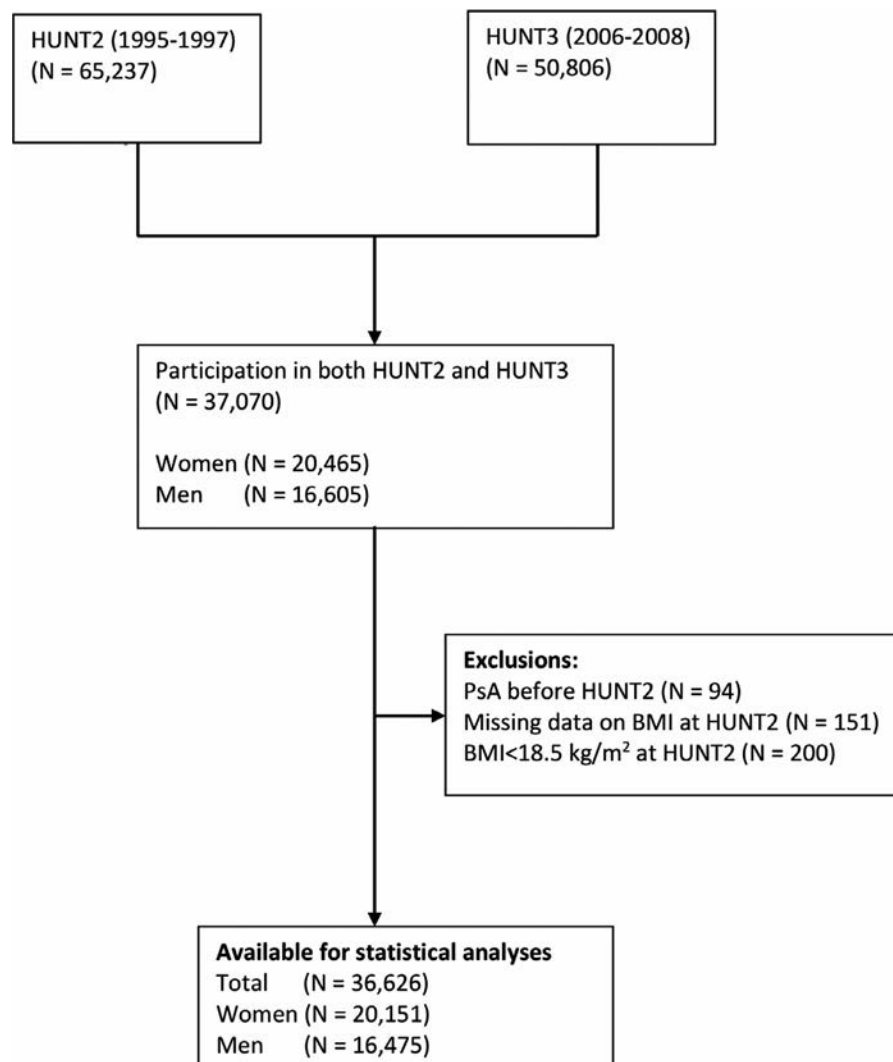 HUNT2 (1995-1997)
(N = 65,237)
HUNT3 (2006-2008)
(N = 50,806)
Participation in both HUNT2 and HUNT3
(N = 37,070)
Women (N = 20,465)
Men (N = 16,605)
Exclusions:
PsA before HUNT2 (N = 94)
Missing data on BMI at HUNT2 (N = 151)
BMI<18.5 kg/m² at HUNT2 (N = 200)
Available for statistical analyses
Total (N = 36,626)
Women (N = 20,151)
Men (N = 16,475)